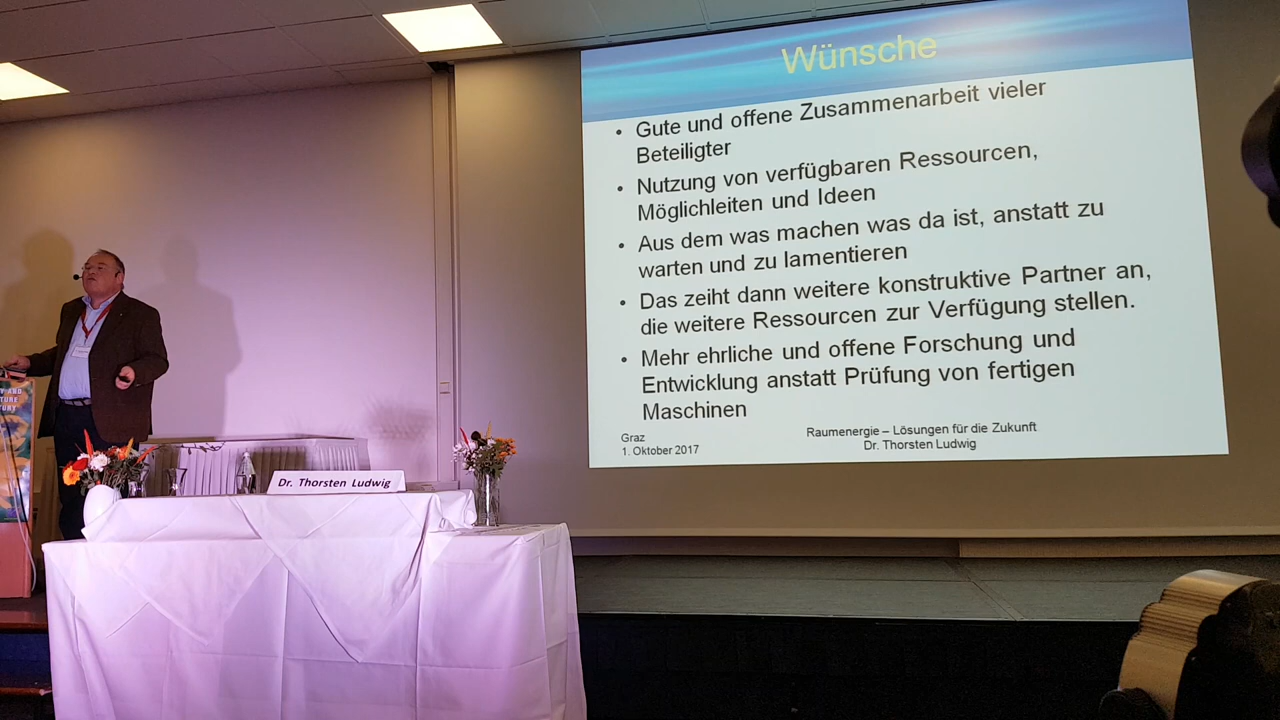 Wünsche
• Gute und offene Zusammenarbeit vieler
Beteiligter
• Nutzung von verfügbaren Ressourcen,
Möglichleiten und Ideen
• Aus dem was machen was da ist, anstatt zu
warten und zu lamentieren
• Das zeiht dann weitere konstruktive Partner an,
die weitere Ressourcen zur Verfügung stellen.
• Mehr ehrliche und offene Forschung und
Entwicklung anstatt Prüfung von fertigen
Maschinen
Graz
1. Oktober 2017
Raumenergie – Lösungen für die Zukunft
Dr. Thorsten Ludwig
Dr. Thorsten Ludwig